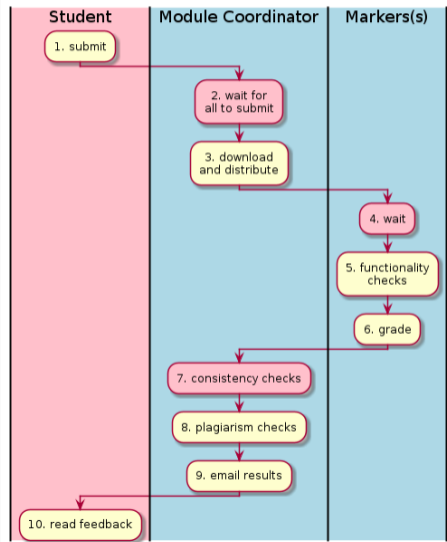 Student Module Coordinator Markers(s)
1. submit
2. wait for
all to submit
3. download
and distribute
4. wait
5. functionality
checks
6. grade
7. consistency checks
8. plagiarism checks
9. email results
10. read feedback